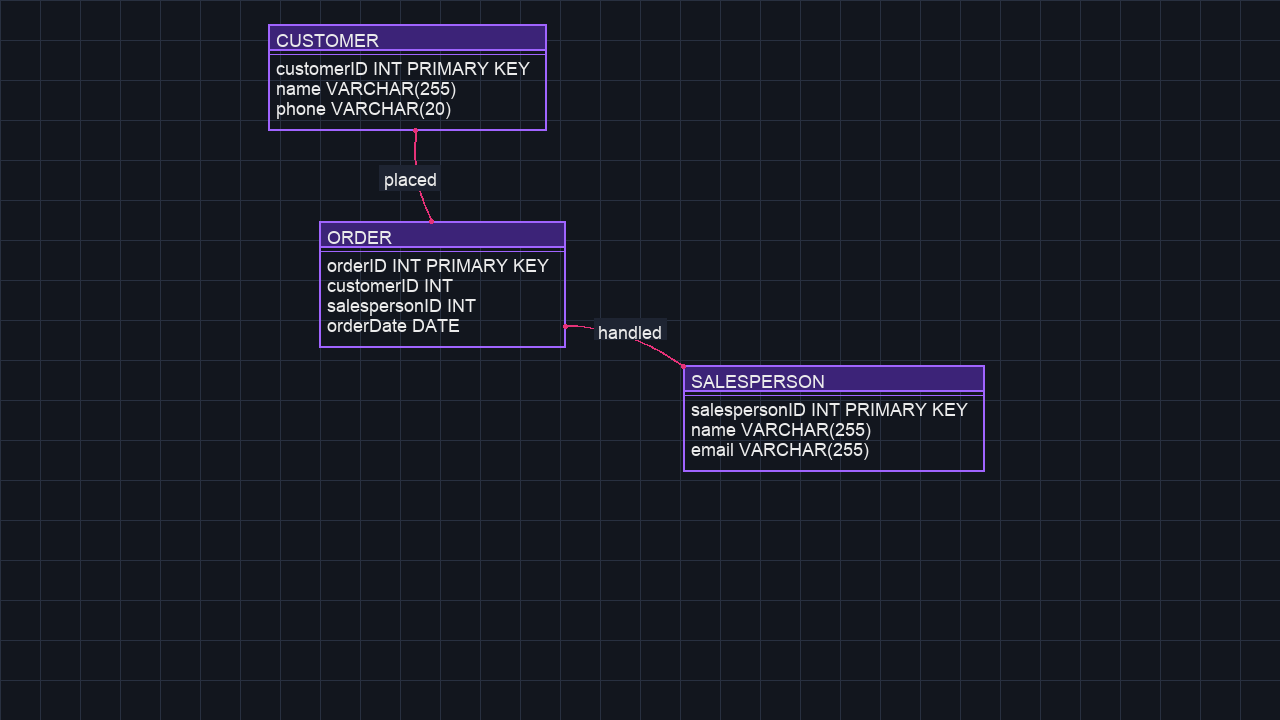 CUSTOMER
customerID INT PRIMARY KEY
name VARCHAR(255)
phone VARCHAR(20)
placed
ORDER
orderID INT PRIMARY KEY
customerID INT
salespersonID INT
orderDate DATE
handled
SALESPERSON
salespersonID INT PRIMARY KEY
name VARCHAR(255)
email VARCHAR(255)